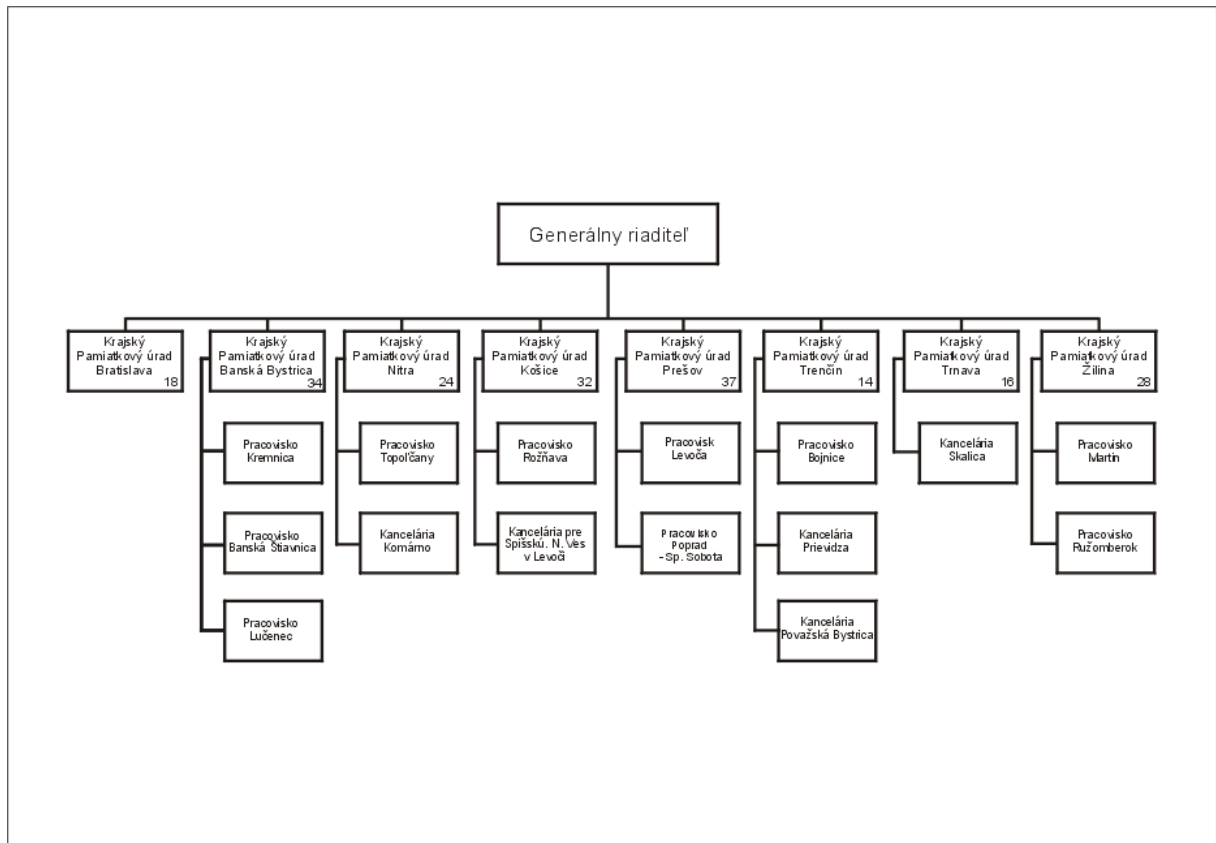 Generálny riaditeľ
Krajský
Pamiatkový úrad
Bratislava
18
Krajský
Pamiatkový úrad
Banská Bystrica
34
Krajský
Pamiatkový úrad
Nitra
24
Krajský
Pamiatkový úrad
Košice
32
Krajský
Pamiatkový úrad
Prešov
37
Krajský
Pamiatkový úrad
Trenčín
14
Krajský
Pamiatkový úrad
Trnava
16
Krajský
Pamiatkový úrad
Žilina
28
Pracovisko
Kremnica
Pracovisko
Topoľčany
Pracovisko
Rožňava
Pracovisk
Levoča
Pracovisko
Bojnice
Kancelária
Skalica
Pracovisko
Martin
Pracovisko
Banská Štiavnica
Kancelária
Komárno
Kancelária pre
Spišskú. N. Ves
v Levoči
Pracovisko
Poprad
-Sp. Sobota
Kancelária
Prievidza
Pracovisko
Ružomberok
Pracovisko
Lučenec
Kancelária
Považská Bystrica